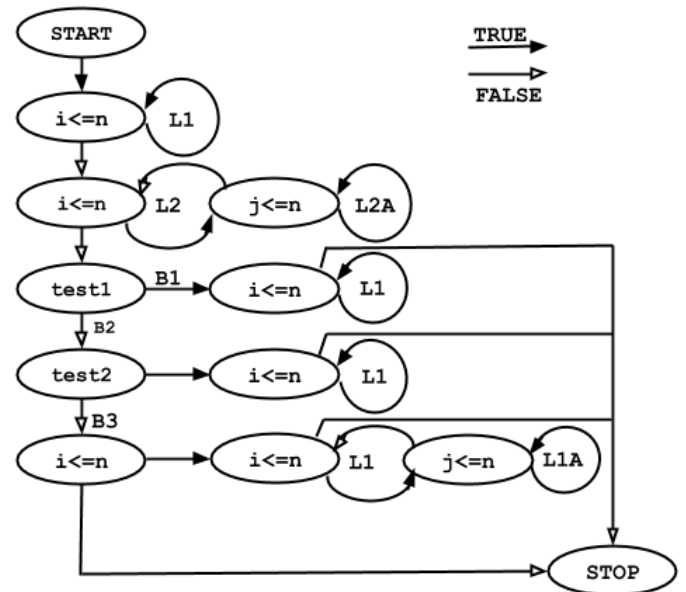 START
TRUE
FALSE
i<=n
L1
i<=n
L2
j<=n
L2A
test1
B1
i<=n
L1
B2
test2
i<=n
L1
B3
i<=n
i<=n
L1
j<=n
L1A
STOP